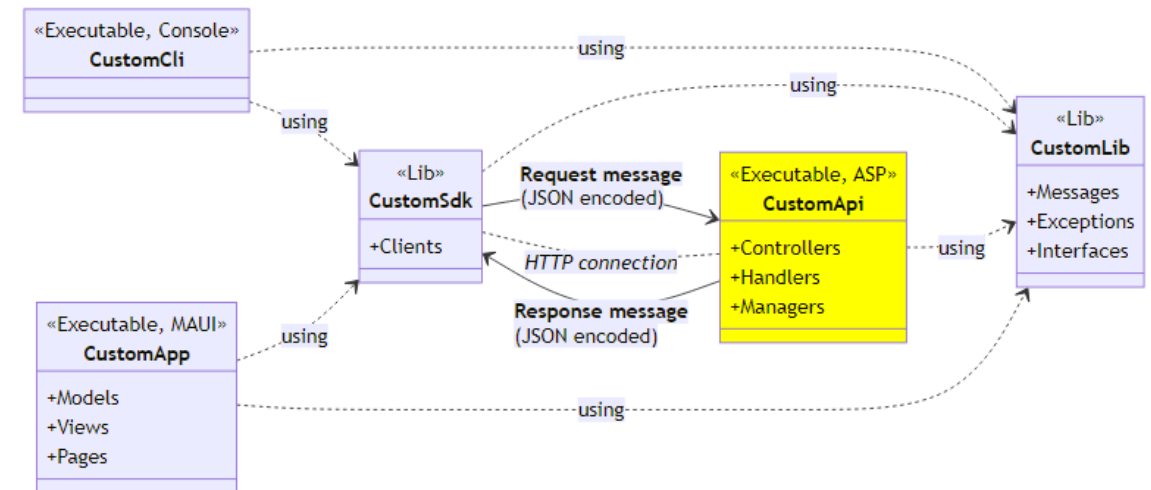 «Executable, Console»
CustomCli
using
using
using
«Lib»
CustomSdk
+Clients
Request message
(JSON encoded)
HTTP connection
Response message
(JSON encoded)
«Executable, ASP»
CustomApi
+Controllers
+Handlers
+Managers
using
«Lib»
CustomLib
+Messages
+Exceptions
+Interfaces
«Executable, MAUI»
CustomApp
+Models
+Views
+Pages
using
using